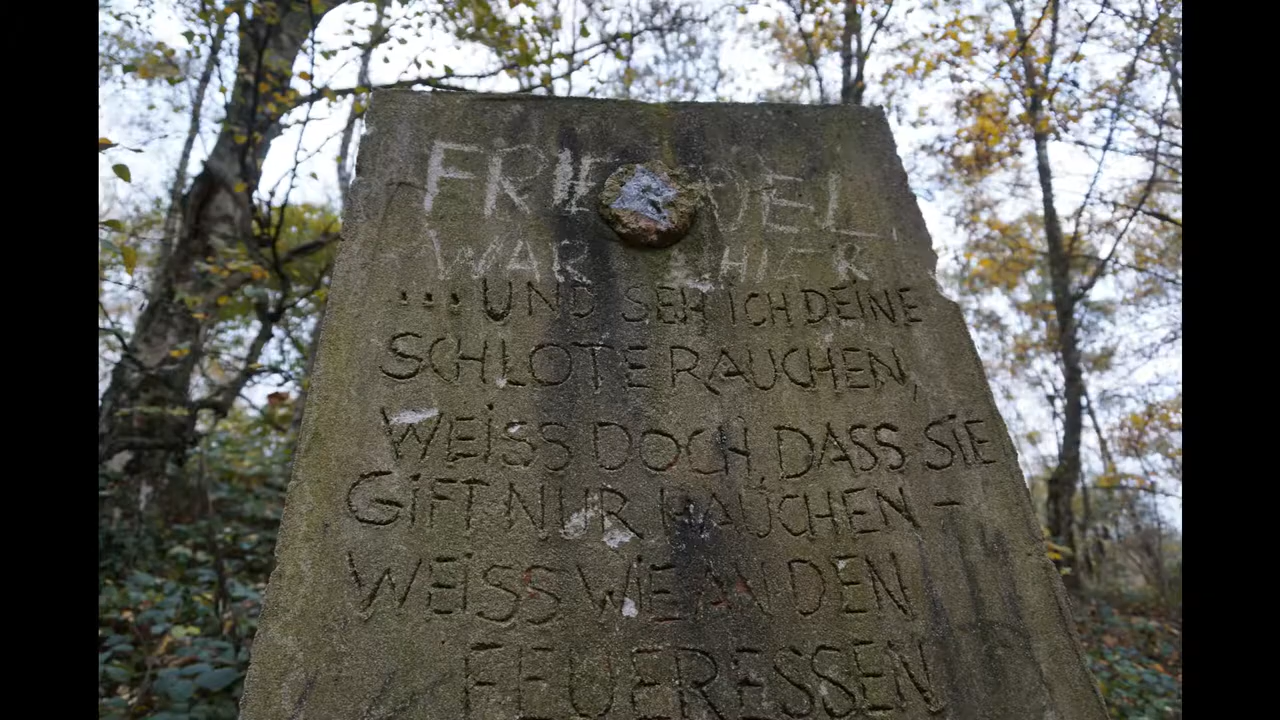 FRIEDEL
WAR HIER
... UND SEH ICH DEINE
SCHLOTE RAUCHEN,
WEISS DOCH, DASS SIE
GIFT NUR HAUCHEN -
WEISS WIE AN DEN
FEUERESSEN